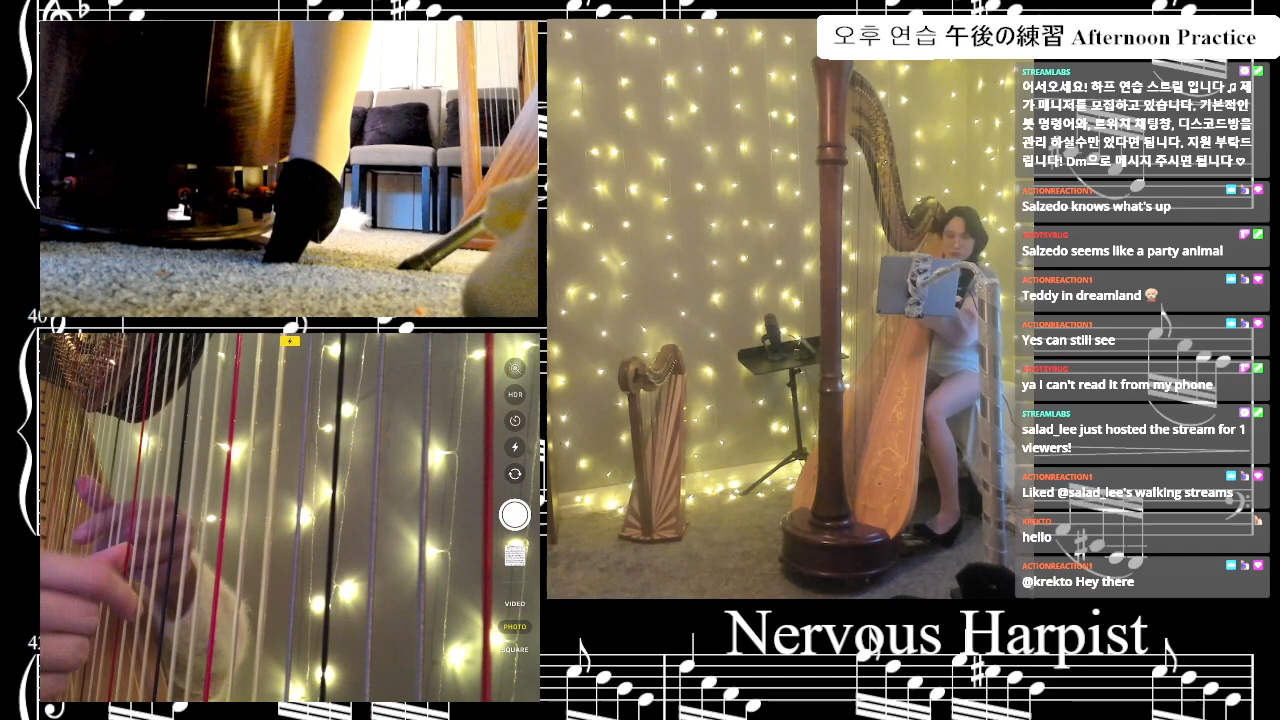 오후 연습 午後の練習 Afternoon Practice
STREAMLABS
어서오세요! 하프 연습 스트림 입니다 ♫ 제
가 매니저를 모집하고 있습니다. 기본적인
봇 명령어와, 트위치 채팅창, 디스코드방을
관리 하실수만 있다면 됩니다. 지원 부탁드
립니다! Dm으로 메시지 주시면 됩니다 ♡
ACTIONREACTION1
Salzedo knows what's up
BOOTSYBUG
Salzedo seems like a party animal
ACTIONREACTION1
Teddy in dreamland
ACTIONREACTION1
Yes can still see
BOOTSYBUG
ya I can't read it from my phone
STREAMLABS
salad_lee just hosted the stream for 1
viewers!
ACTIONREACTION1
Liked @salad_lee's walking streams
KREKTO
hello
ACTIONREACTION1
@krekto Hey there
HDR
VIDEO
PHOTO
SQUARE
Nervous Harpist